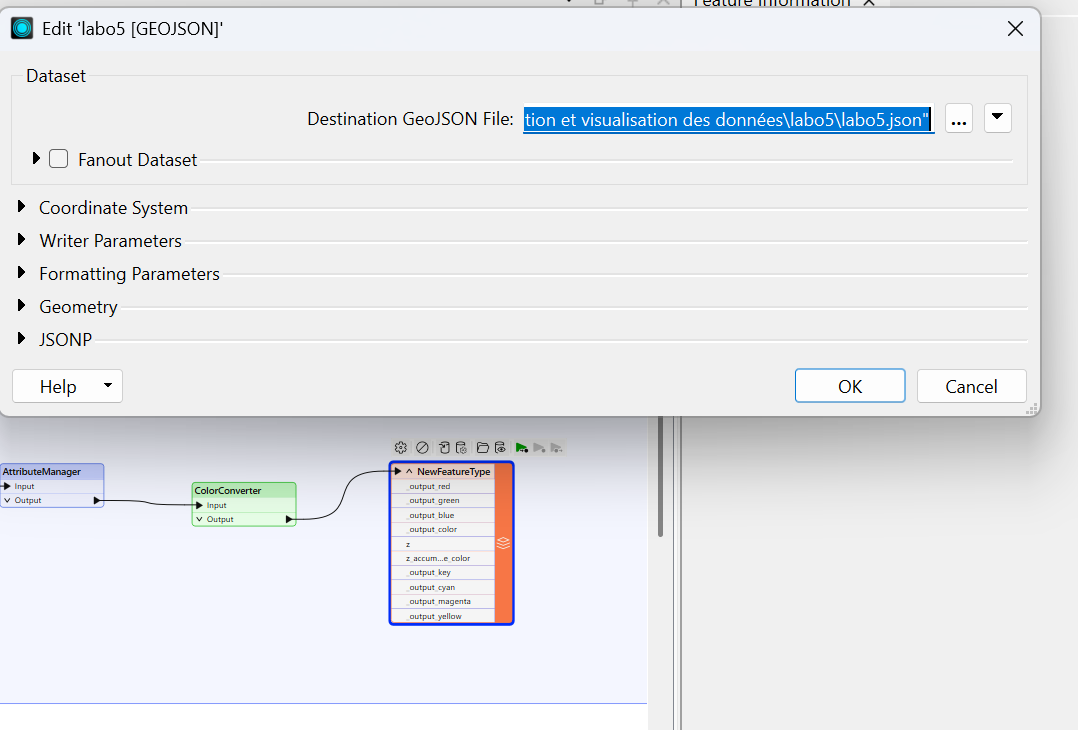 Feature Information
Edit 'labo5 [GEOJSON]'
Dataset
Destination GeoJSON File: tion et visualisation des données\labo5\labo5.json" ...
Fanout Dataset
Coordinate System
Writer Parameters
Formatting Parameters
Geometry
JSONP
Help OK Cancel
AttributeManager
Input
Output
ColorConverter
Input
Output
NewFeatureType
_output_red
_output_green
_output_blue
_output_color
z
z_accum...e_color
_output_key
_output_cyan
_output_magenta
_output_yellow